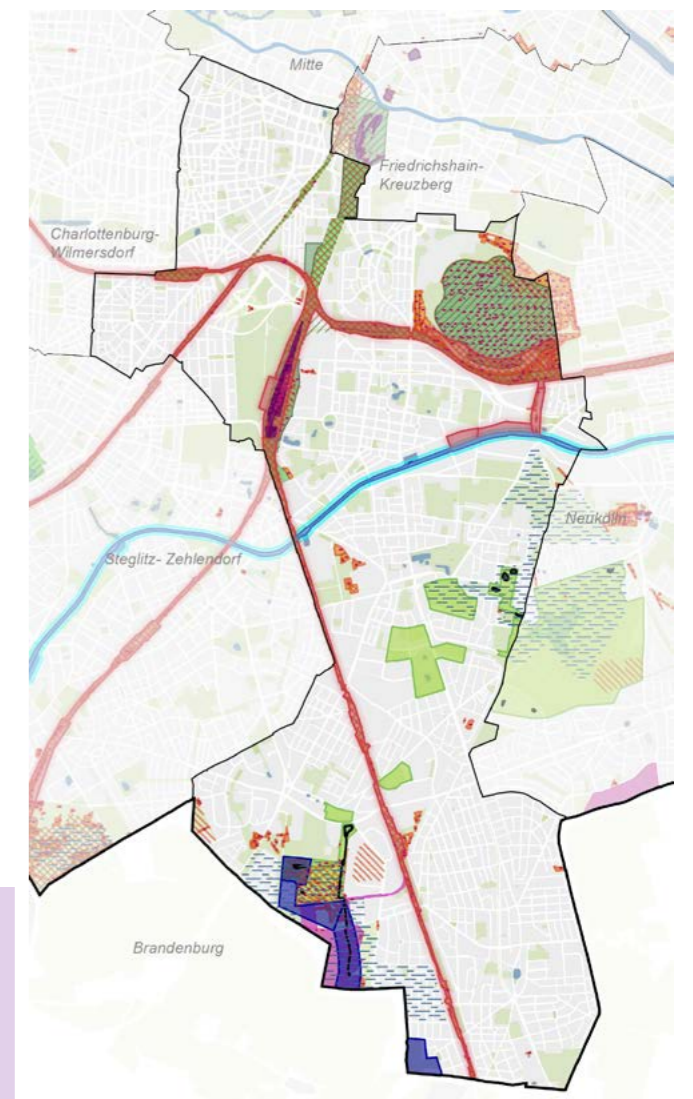 Mitte
Friedrichshain-
Kreuzberg
Charlottenburg-
Wilmersdorf
Neukölln
Steglitz- Zehlendorf
Brandenburg